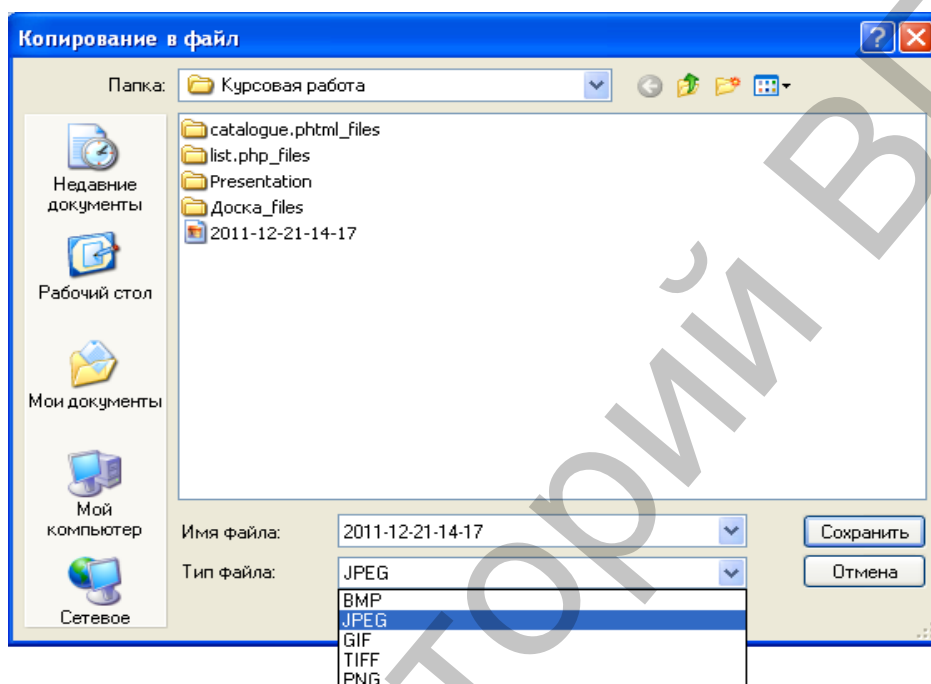 Копирование в файл
Папка: Курсовая работа
catalogue.phtml_files
list.php_files
Presentation
Доска_files
2011-12-21-14-17
Недавние
документы
Рабочий стол
Мои документы
Мой
компьютер
Сетевое
Имя файла: 2011-12-21-14-17 Сохранить
Тип файла: JPEG Отмена
BMP
JPEG
GIF
TIFF
PNG